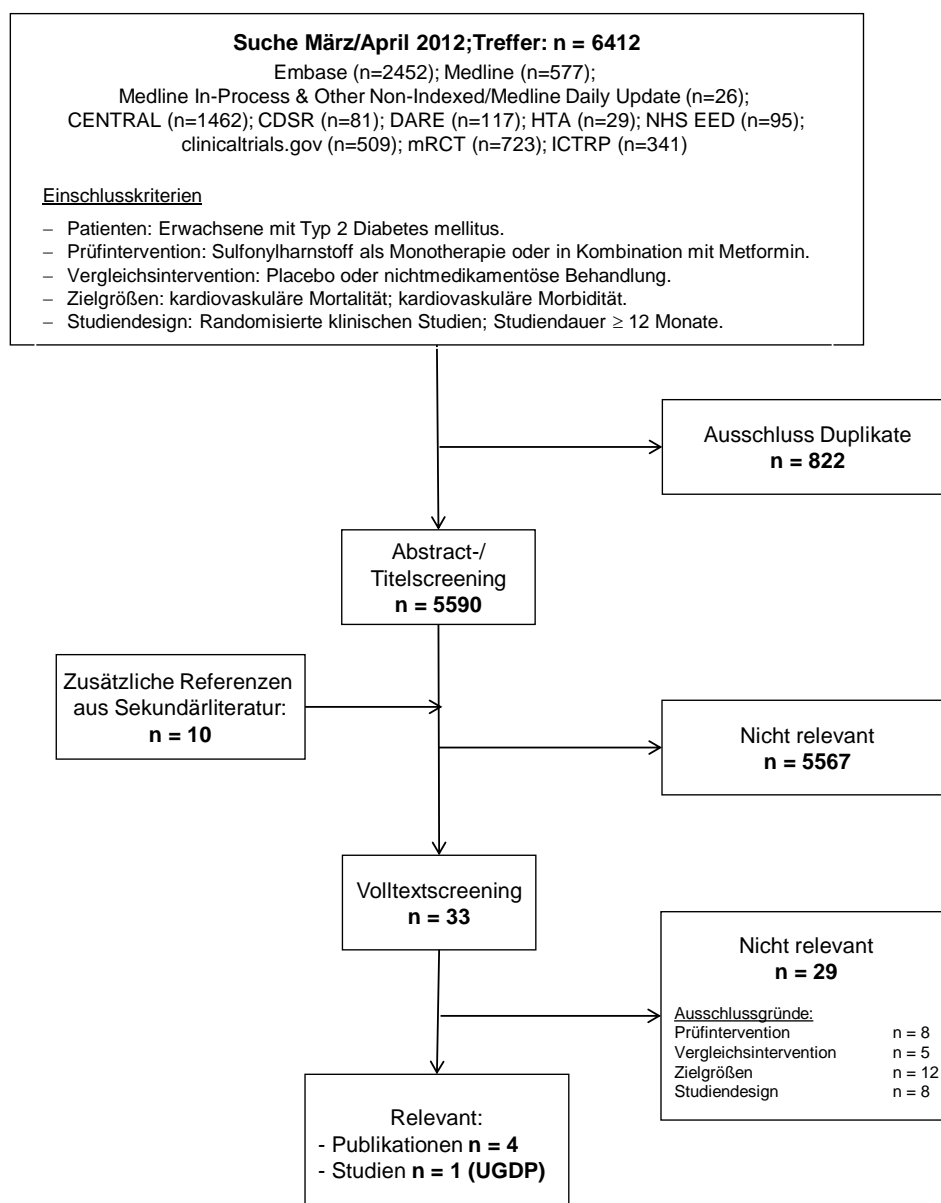 Suche März/April 2012;Treffer: n = 6412
Embase (n=2452); Medline (n=577);
Medline In-Process & Other Non-Indexed/Medline Daily Update (n=26);
CENTRAL (n=1462); CDSR (n=81); DARE (n=117); HTA (n=29); NHS EED (n=95);
clinicaltrials.gov (n=509); mRCT (n=723); ICTRP (n=341)
Einschlusskriterien
– Patienten: Erwachsene mit Typ 2 Diabetes mellitus.
– Prüfintervention: Sulfonylharnstoff als Monotherapie oder in Kombination mit Metformin.
– Vergleichsintervention: Placebo oder nichtmedikamentöse Behandlung.
– Zielgrößen: kardiovaskuläre Mortalität; kardiovaskuläre Morbidität.
– Studiendesign: Randomisierte klinischen Studien; Studiendauer ≥ 12 Monate.
Ausschluss Duplikate
n = 822
Abstract-/
Titelscreening
n = 5590
Zusätzliche Referenzen
aus Sekundärliteratur:
n = 10
Nicht relevant
n = 5567
Volltextscreening
n = 33
Nicht relevant
n = 29
Ausschlussgründe:
Prüfintervention n = 8
Vergleichsintervention n = 5
Zielgrößen n = 12
Studiendesign n = 8
Relevant:
- Publikationen n = 4
- Studien n = 1 (UGDP)